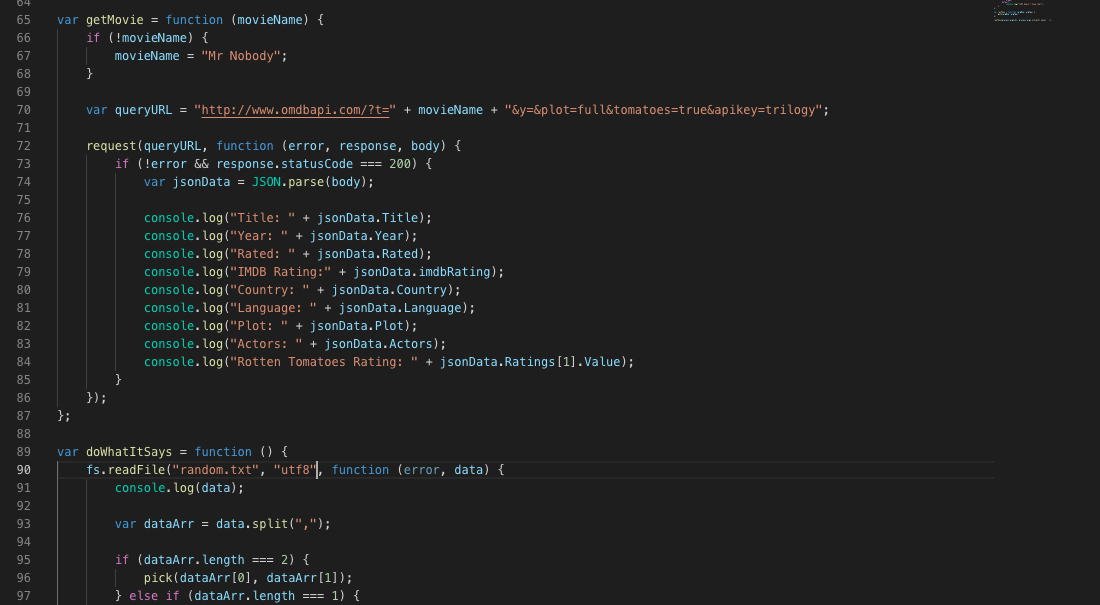 64
65 var getMovie = function (movieName) {
66 if (!movieName) {
67 movieName = "Mr Nobody";
68 }
69
70 var queryURL = "http://www.omdbapi.com/?t=" + movieName + "&y=&plot=full&tomatoes=true&apikey=trilogy";
71
72 request(queryURL, function (error, response, body) {
73 if (!error && response.statusCode === 200) {
74 var jsonData = JSON.parse(body);
75
76 console.log("Title: " + jsonData.Title);
77 console.log("Year: " + jsonData.Year);
78 console.log("Rated: " + jsonData.Rated);
79 console.log("IMDB Rating:" + jsonData.imdbRating);
80 console.log("Country: " + jsonData.Country);
81 console.log("Language: " + jsonData.Language);
82 console.log("Plot: " + jsonData.Plot);
83 console.log("Actors: " + jsonData.Actors);
84 console.log("Rotten Tomatoes Rating: " + jsonData.Ratings[1].Value);
85 }
86 });
87 };
88
89 var doWhatItSays = function () {
90 fs.readFile("random.txt", "utf8", function (error, data) {
91 console.log(data);
92
93 var dataArr = data.split(",");
94
95 if (dataArr.length === 2) {
96 pick(dataArr[0], dataArr[1]);
97 } else if (dataArr.length === 1) {